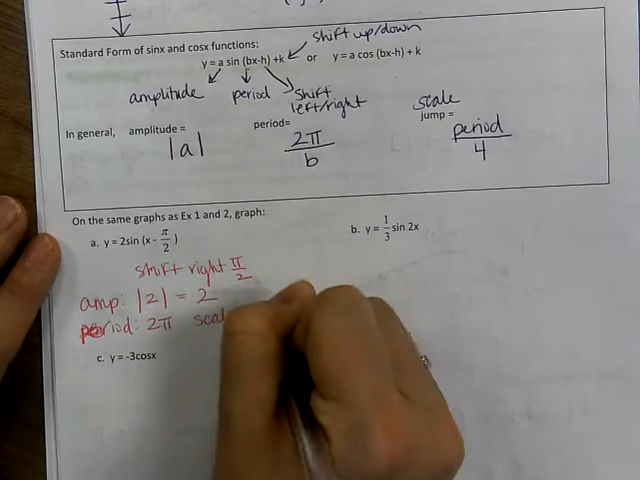 shift up/down
Standard Form of sinx and cosx functions:
y = a sin (bx-h) +k or y = a cos (bx-h) + k
amplitude period shift left/right
scale
In general, amplitude = period= jump =
|a| 2π/b period/4
On the same graphs as Ex 1 and 2, graph:
a. y = 2sin (x - π/2) b. y = 1/3 sin 2x
shift right π/2
amp: |2| = 2
period: 2π scal
c. y = -3cosx